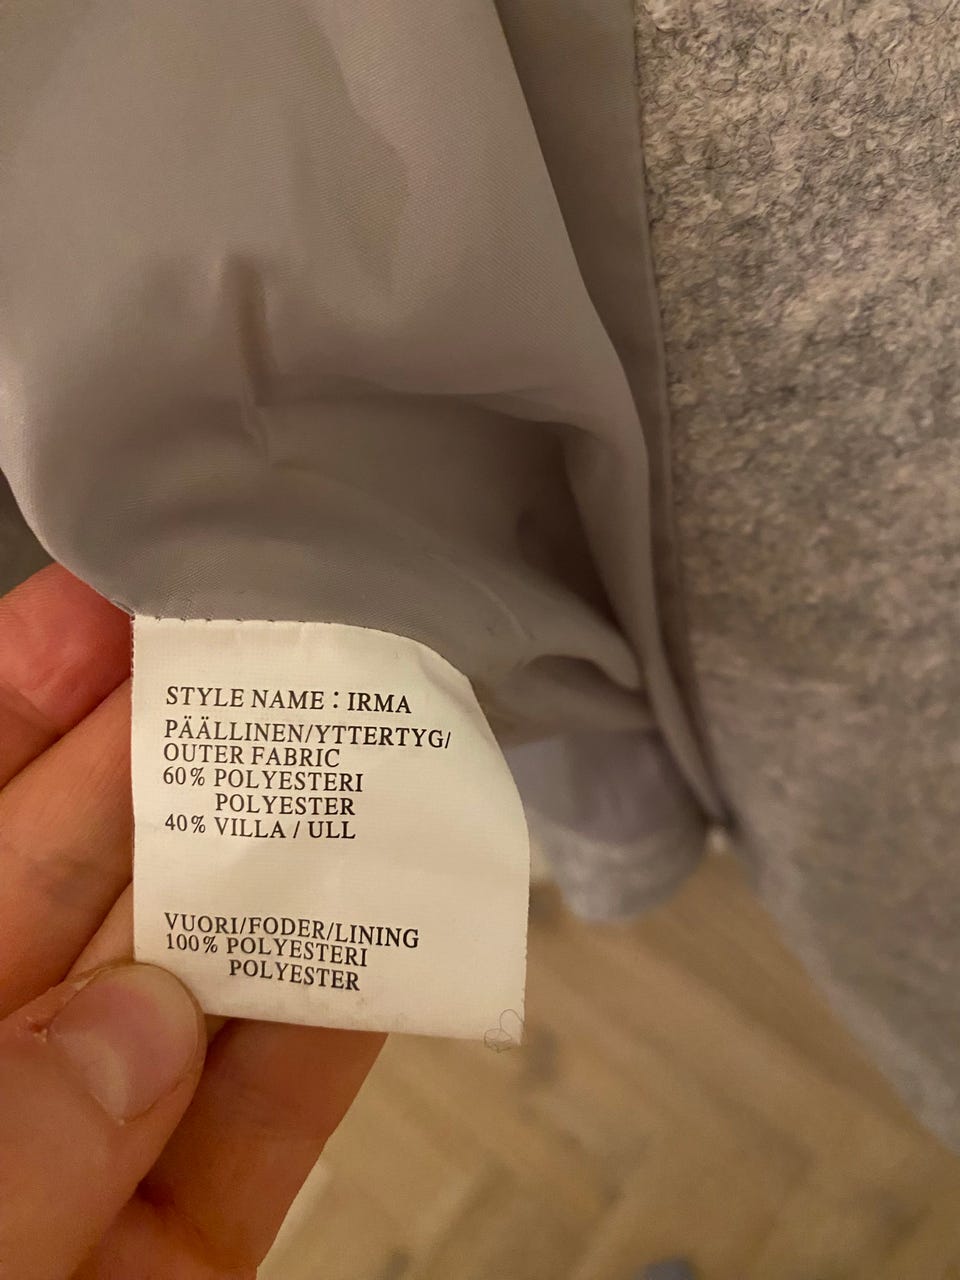 STYLE NAME : IRMA
PÄÄLLINEN/YTTERTYG/
OUTER FABRIC
60% POLYESTERI
POLYESTER
40% VILLA / ULL
VUORI/FODER/LINING
100% POLYESTERI
POLYESTER